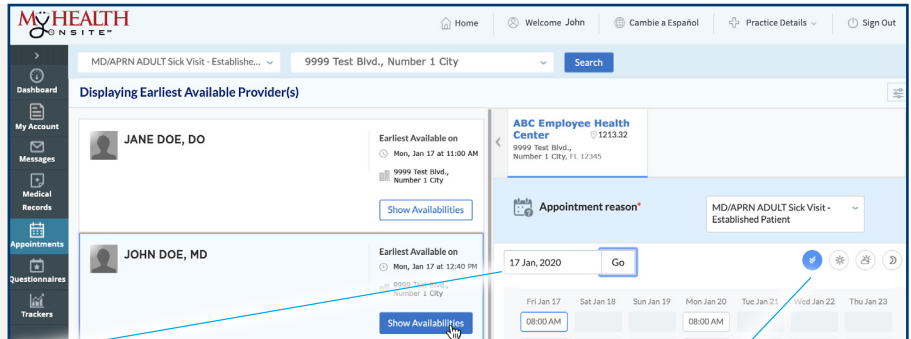 MYHEALTH
ONSITE℠
Home
Welcome John
Cambie a Español
Practice Details
Sign Out
MD/APRN ADULT Sick Visit - Establishe...
9999 Test Blvd., Number 1 City
Search
Dashboard
My Account
Messages
Medical
Records
Appointments
Questionnaires
Trackers
Displaying Earliest Available Provider(s)
JANE DOE, DO
Earliest Available on
Mon, Jan 17 at 11:00 AM
9999 Test Blvd.,
Number 1 City
Show Availabilities
JOHN DOE, MD
Earliest Available on
Mon, Jan 17 at 12:40 PM
9999 Test Blvd.,
Number 1 City
Show Availabilities
ABC Employee Health
Center
1213.32
9999 Test Blvd.,
Number 1 City, FL 12345
Appointment reason*
MD/APRN ADULT Sick Visit -
Established Patient
17 Jan, 2020
Go
Fri Jan 17 Sat Jan 18 Sun Jan 19 Mon Jan 20 Tue Jan 21 Wed Jan 22 Thu Jan 23
08:00 AM 08:00 AM